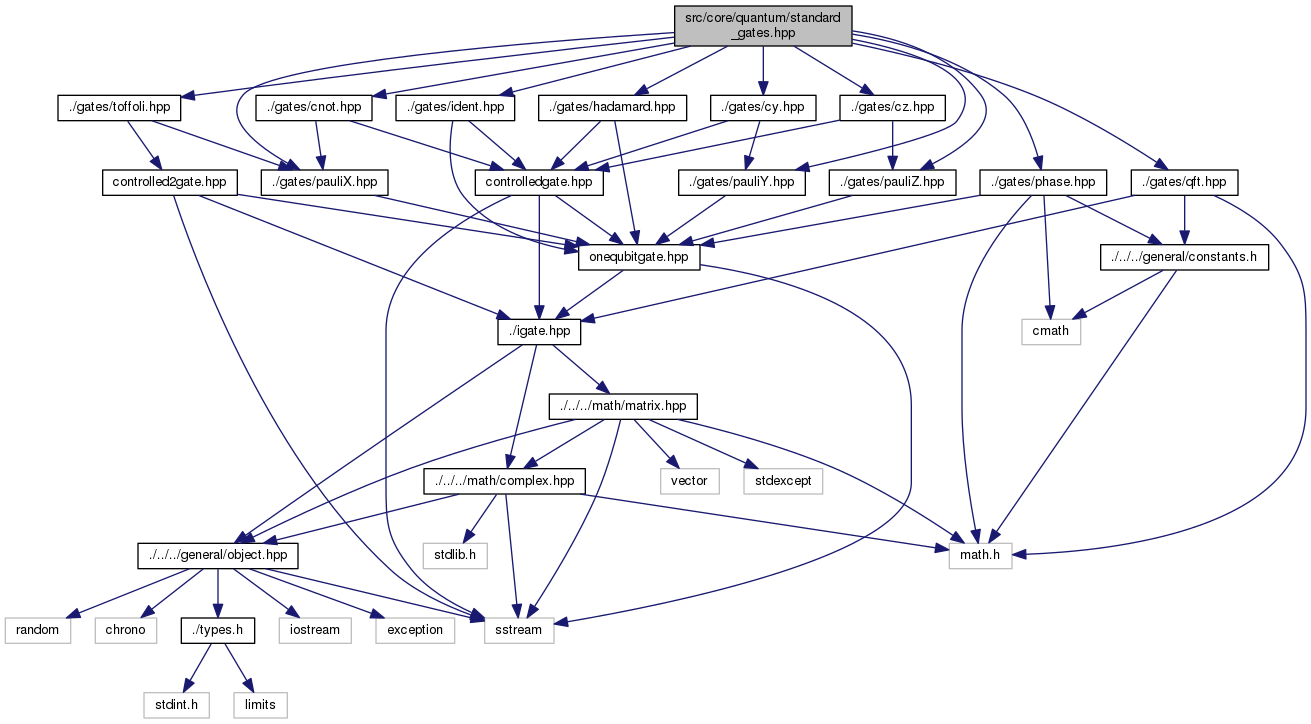 src/core/quantum/standard
_gates.hpp
./gates/toffoli.hpp
./gates/cnot.hpp
./gates/ident.hpp
./gates/hadamard.hpp
./gates/cy.hpp
./gates/cz.hpp
controlled2gate.hpp
./gates/pauliX.hpp
controlledgate.hpp
./gates/pauliY.hpp
./gates/pauliZ.hpp
./gates/phase.hpp
./gates/qft.hpp
onequbitgate.hpp
./../../general/constants.h
./igate.hpp
cmath
./../../math/matrix.hpp
./../../math/complex.hpp
vector
stdexcept
./../../general/object.hpp
stdlib.h
math.h
random
chrono
./types.h
iostream
exception
sstream
stdint.h
limits